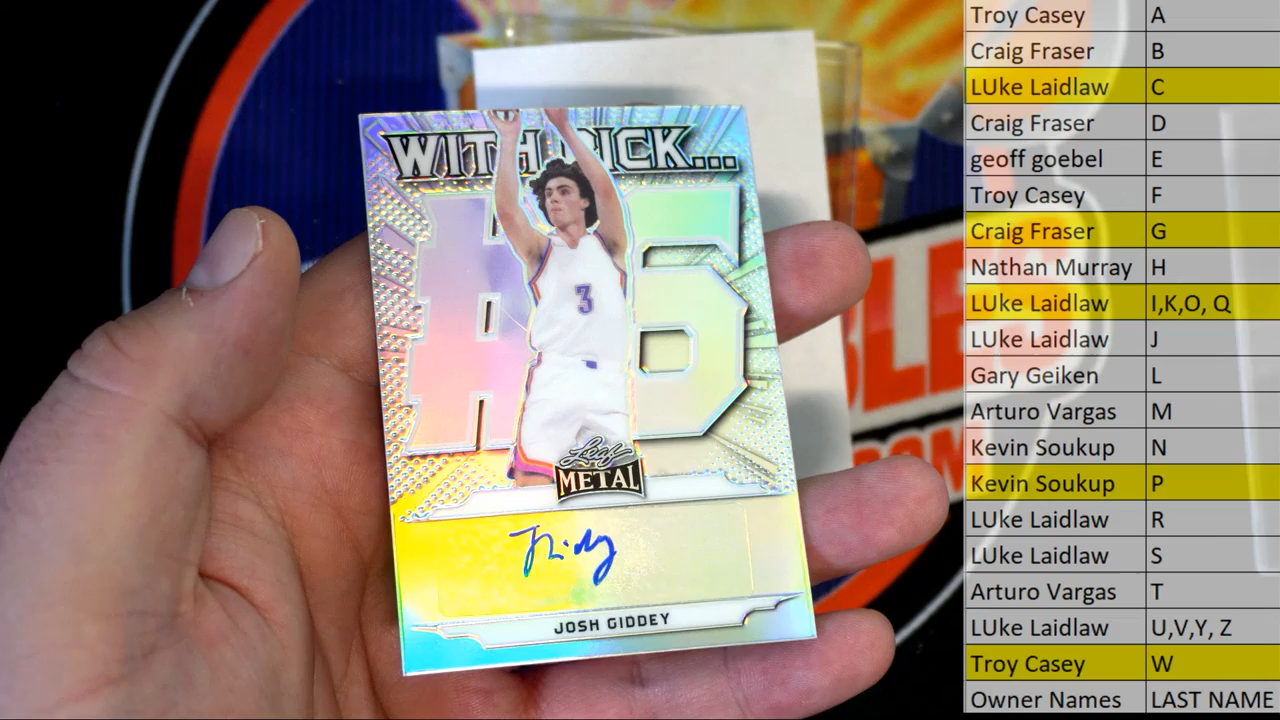 WITH PICK...
#6
3
Leaf
METAL
JOSH GIDDEY
Troy Casey A
Craig Fraser B
LUke Laidlaw C
Craig Fraser D
geoff goebel E
Troy Casey F
Craig Fraser G
Nathan Murray H
LUke Laidlaw I,K,O, Q
LUke Laidlaw J
Gary Geiken L
Arturo Vargas M
Kevin Soukup N
Kevin Soukup P
LUke Laidlaw R
LUke Laidlaw S
Arturo Vargas T
LUke Laidlaw U,V,Y, Z
Troy Casey W
Owner Names LAST NAME